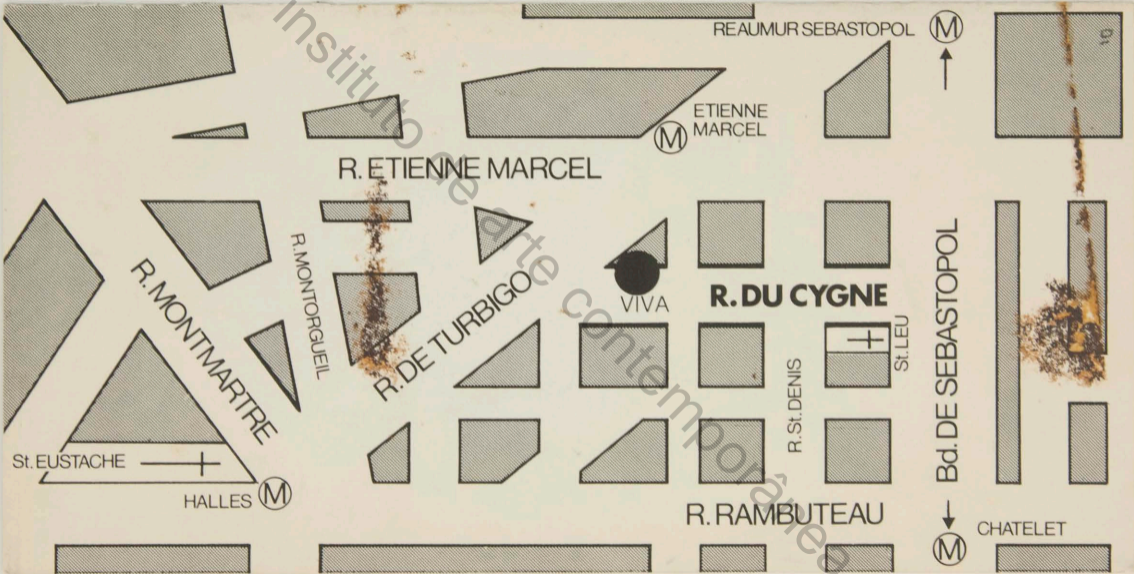 REAUMUR SEBASTOPOL M
ETIENNE
MARCEL
M
R. ETIENNE MARCEL
R. MONTORGUEIL
R. MONTMARTRE
R. DE TURBIGO
VIVA
R. DU CYGNE
St. LEU
R. St. DENIS
Bd. DE SEBASTOPOL
St. EUSTACHE
HALLES M
R. RAMBUTEAU
CHATELET
M
Instituto de arte contemporânea